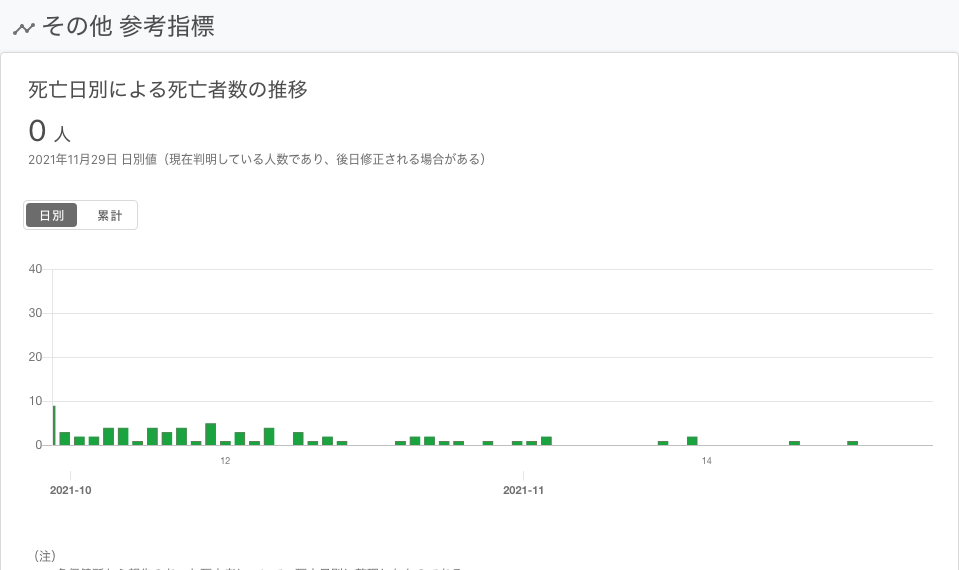 その他 参考指標
死亡日別による死亡者数の推移
0 人
2021年11月29日 日別値（現在判明している人数であり、後日修正される場合がある）
日別 累計
40
30
20
10
0
12 14
2021-10 2021-11
（注）